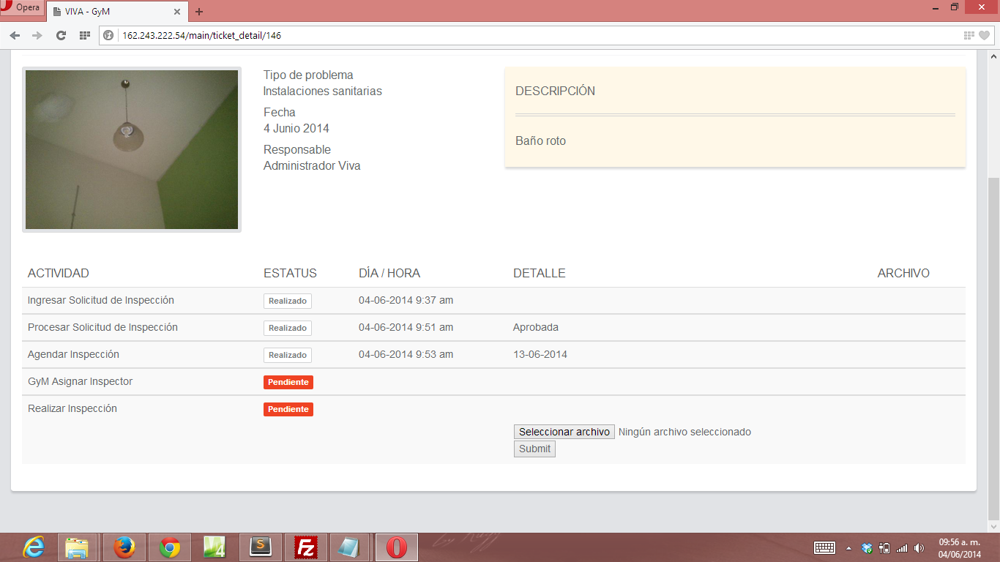 Opera
VIVA - GyM
162.243.222.54/main/ticket_detail/146
Tipo de problema
Instalaciones sanitarias
Fecha
4 Junio 2014
Responsable
Administrador Viva
DESCRIPCIÓN
Baño roto
ACTIVIDAD ESTATUS DÍA / HORA DETALLE ARCHIVO
Ingresar Solicitud de Inspección Realizado 04-06-2014 9:37 am
Procesar Solicitud de Inspección Realizado 04-06-2014 9:51 am Aprobada
Agendar Inspección Realizado 04-06-2014 9:53 am 13-06-2014
GyM Asignar Inspector Pendiente
Realizar Inspección Pendiente
Seleccionar archivo Ningún archivo seleccionado
Submit
09:56 a. m.
04/06/2014